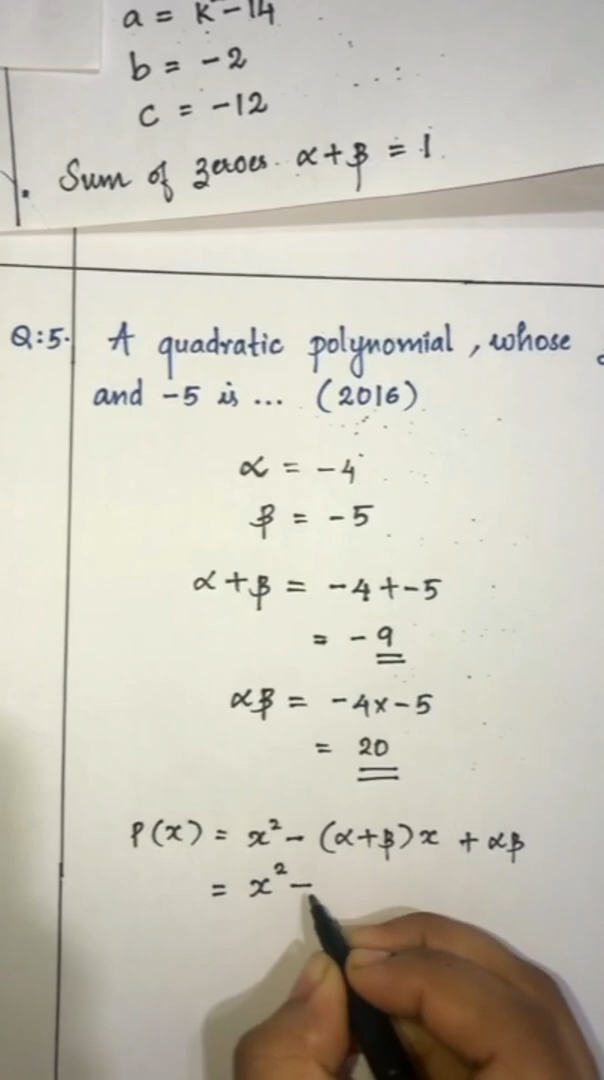 a = k - 14
b = -2
c = -12
Sum of zeroes α+β = 1
Q:5. A quadratic polynomial, whose
and -5 is ... (2016)
α = -4
β = -5
α+β = -4+-5
= -9
αβ = -4x-5
= 20
P(x) = x² - (α+β)x + αβ
= x² -